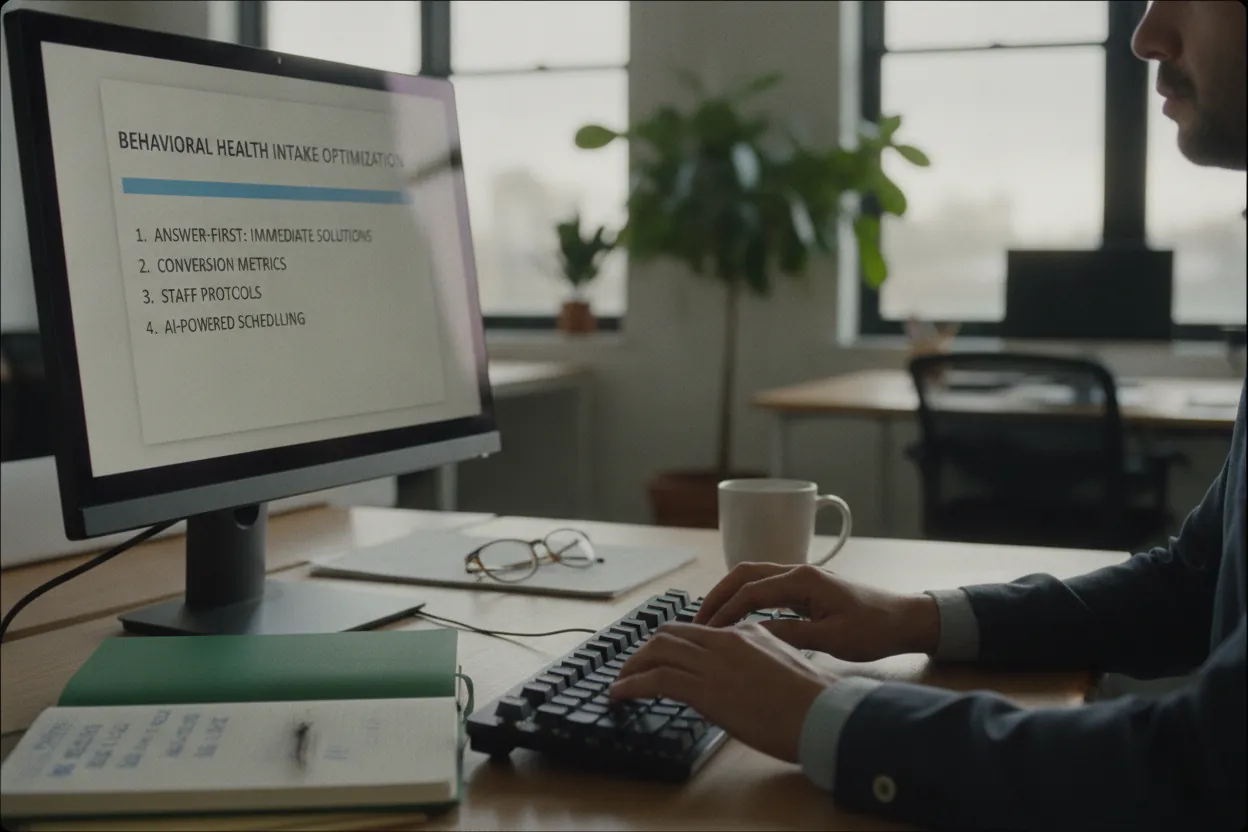 BEHAVIORAL HEALTH INTAKE OPTIMIZATION
1. ANSWER-FIRST: IMMEDIATE SOLUTIONS
2. CONVERSION METRICS
3. STAFF PROTCOLS
4. AI-POWERED SCHEDLLING